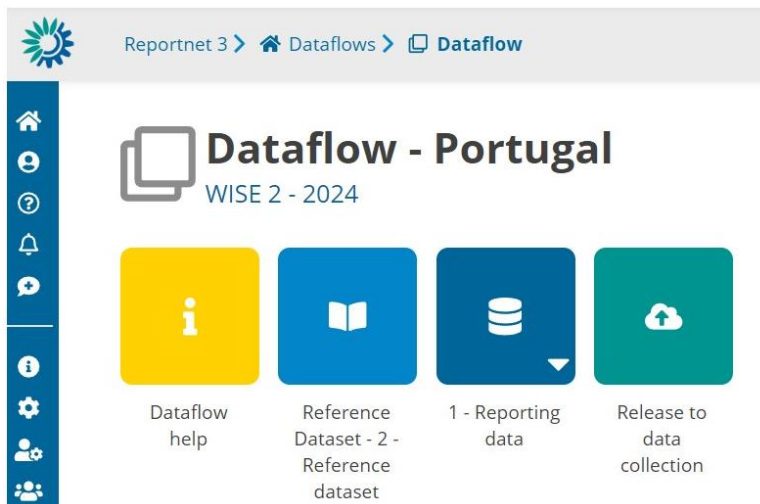 Reportnet 3 > Dataflows > Dataflow
Dataflow - Portugal
WISE 2 - 2024
Dataflow
help
Reference
Dataset - 2 -
Reference
dataset
1 - Reporting
data
Release to
data
collection